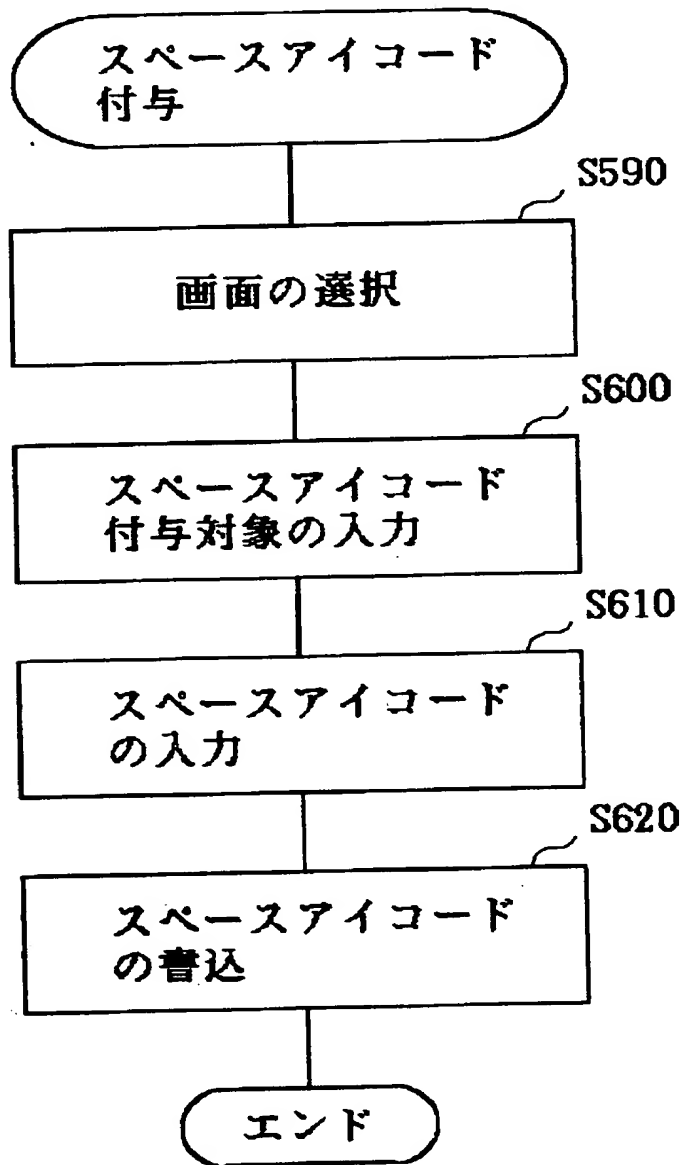 スペースアイコード
付与
S590
画面の選択
S600
スペースアイコード
付与対象の入力
S610
スペースアイコード
の入力
S620
スペースアイコード
の書込
エンド